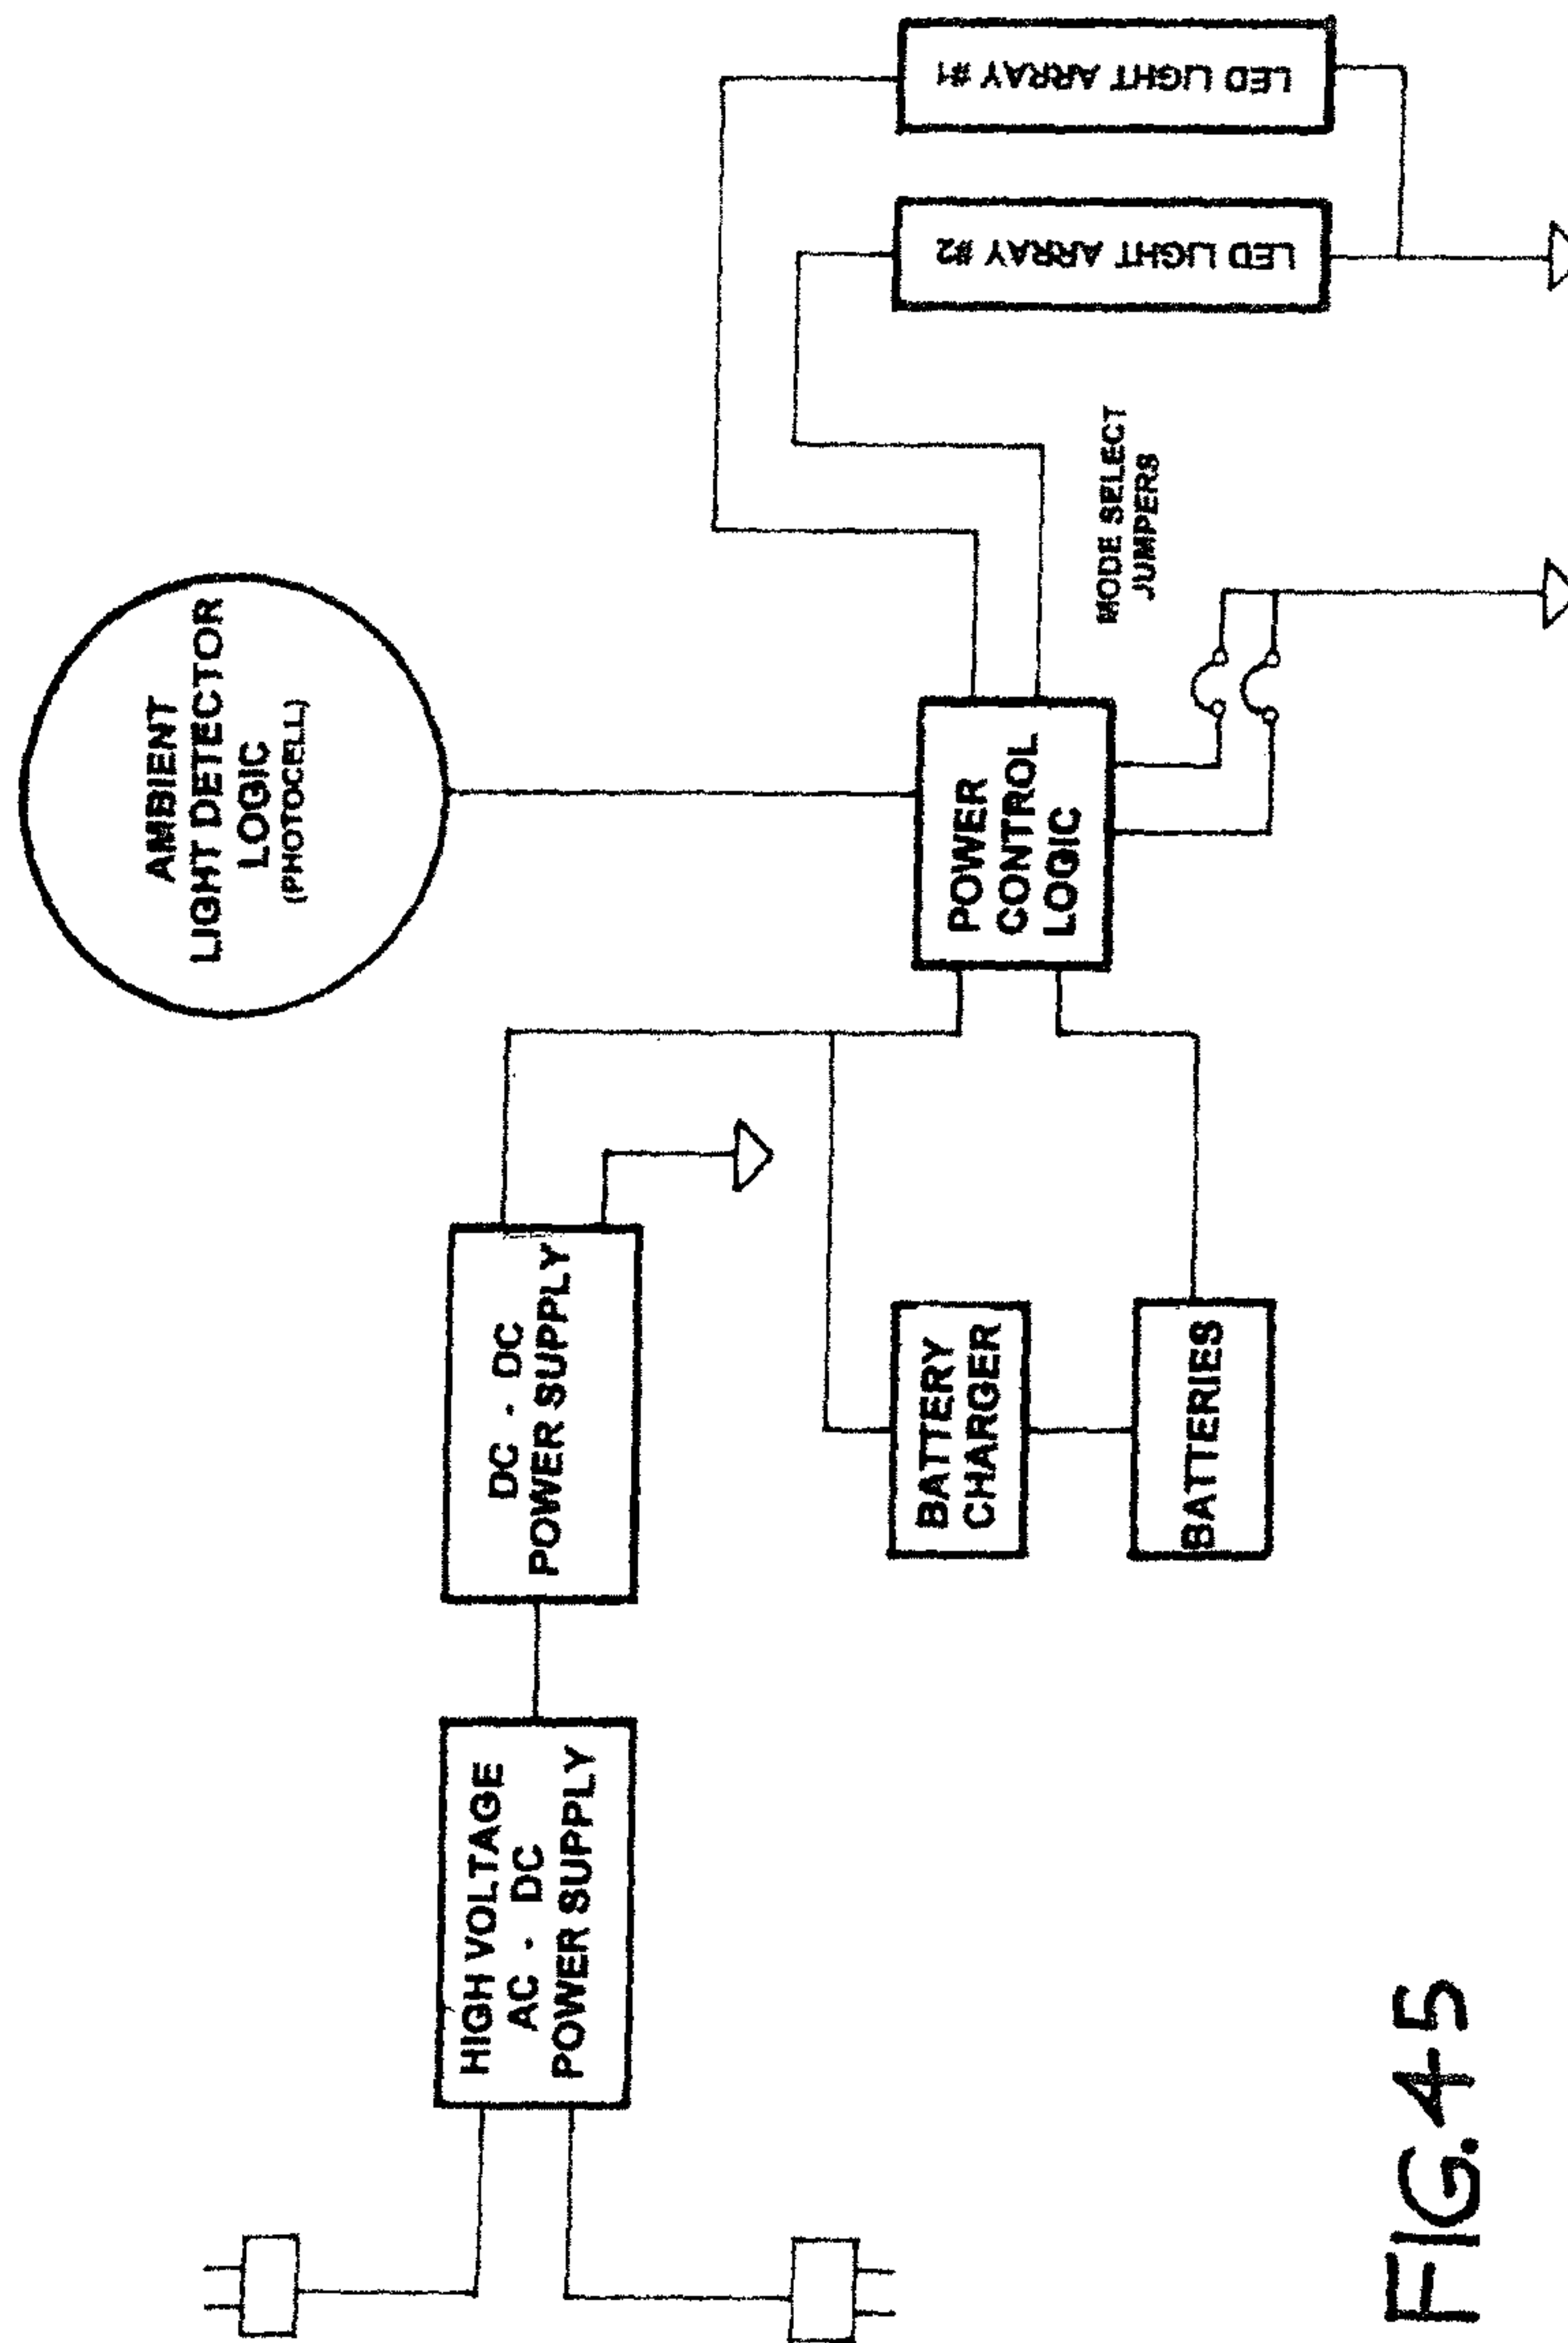 AMBIENT
LIGHT DETECTOR
LOGIC
(PHOTOCELL)
HIGH VOLTAGE
AC - DC
POWER SUPPLY
DC - DC
POWER SUPPLY
BATTERY
CHARGER
BATTERIES
POWER
CONTROL
LOGIC
MODE SELECT
JUMPERS
LED LIGHT ARRAY #1
LED LIGHT ARRAY #2
FIG.45